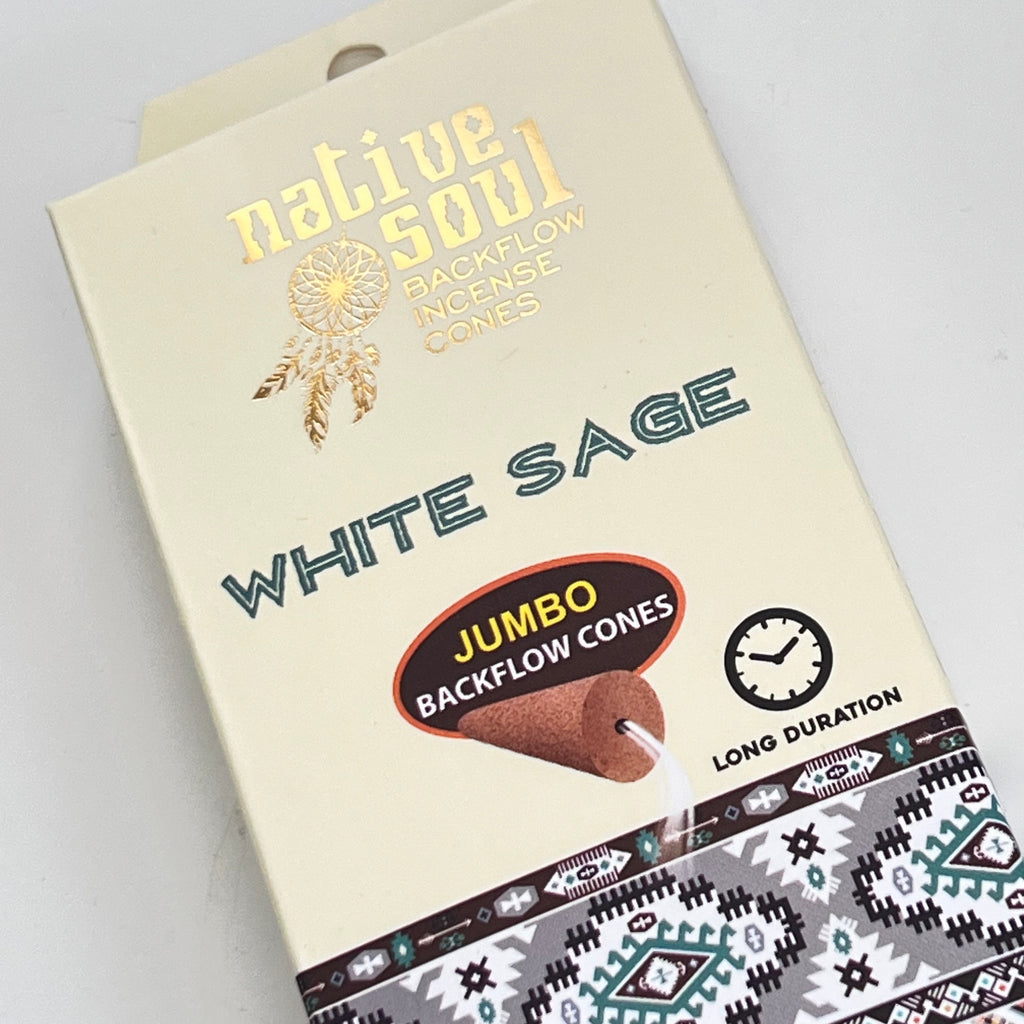 native
soul
BACKFLOW
INCENSE
CONES
WHITE SAGE
JUMBO
BACKFLOW CONES
LONG DURATION